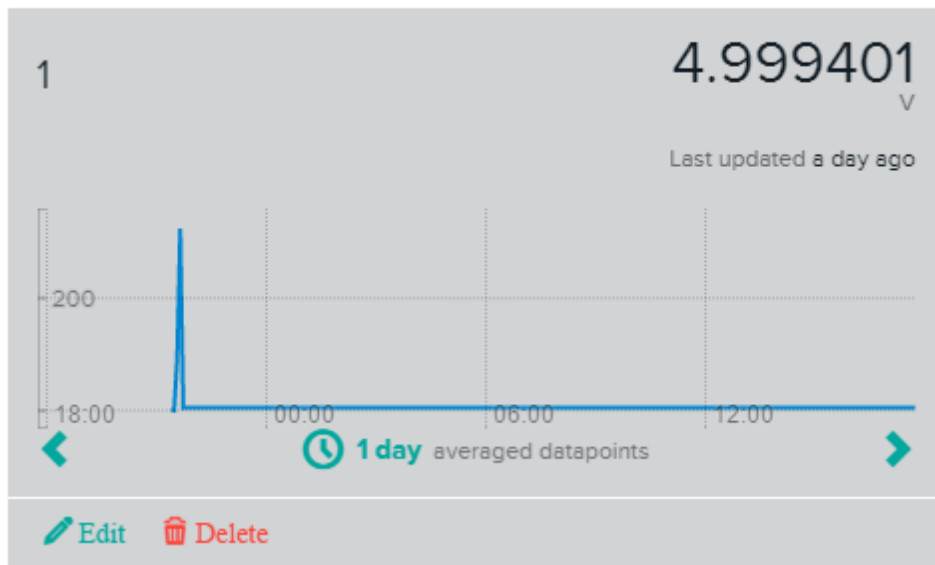 1
4.999401
V
Last updated a day ago
200
18:00 00:00 06:00 12:00
1 day averaged datapoints
Edit Delete